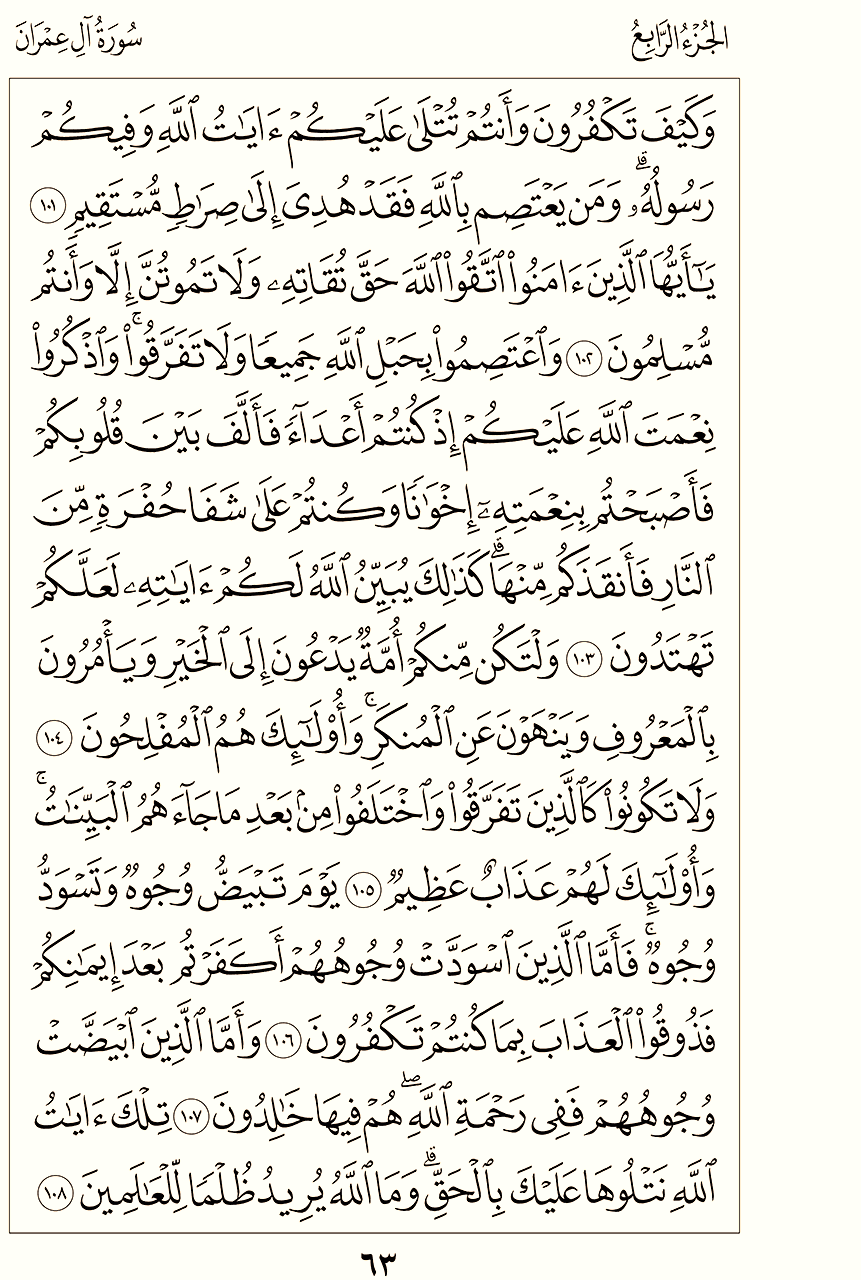 الجُزْءُ الرَّابِعُ
سُورَةُ آلِ عِمْرَانَ
وَكَيْفَ تَكْفُرُونَ وَأَنتُمْ تُتْلَىٰ عَلَيْكُمْ ءَايَـٰتُ ٱللَّهِ وَفِيكُمْ
رَسُولُهُۥ ۗ وَمَن يَعْتَصِم بِٱللَّهِ فَقَدْ هُدِىَ إِلَىٰ صِرَٰطٍ مُّسْتَقِيمٍ ١٠١
يَـٰٓأَيُّهَا ٱلَّذِينَ ءَامَنُوا۟ ٱتَّقُوا۟ ٱللَّهَ حَقَّ تُقَاتِهِۦ وَلَا تَمُوتُنَّ إِلَّا وَأَنتُم
مُّسْلِمُونَ ١٠٢ وَٱعْتَصِمُوا۟ بِحَبْلِ ٱللَّهِ جَمِيعًا وَلَا تَفَرَّقُوا۟ ۚ وَٱذْكُرُوا۟
نِعْمَتَ ٱللَّهِ عَلَيْكُمْ إِذْ كُنتُمْ أَعْدَآءً فَأَلَّفَ بَيْنَ قُلُوبِكُمْ
فَأَصْبَحْتُم بِنِعْمَتِهِۦٓ إِخْوَٰنًا وَكُنتُمْ عَلَىٰ شَفَا حُفْرَةٍ مِّنَ
ٱلنَّارِ فَأَنقَذَكُم مِّنْهَا ۗ كَذَٰلِكَ يُبَيِّنُ ٱللَّهُ لَكُمْ ءَايَـٰتِهِۦ لَعَلَّكُمْ
تَهْتَدُونَ ١٠٣ وَلْتَكُن مِّنكُمْ أُمَّةٌ يَدْعُونَ إِلَى ٱلْخَيْرِ وَيَأْمُرُونَ
بِٱلْمَعْرُوفِ وَيَنْهَوْنَ عَنِ ٱلْمُنكَرِ ۚ وَأُو۟لَـٰٓئِكَ هُمُ ٱلْمُفْلِحُونَ ١٠٤
وَلَا تَكُونُوا۟ كَٱلَّذِينَ تَفَرَّقُوا۟ وَٱخْتَلَفُوا۟ مِنۢ بَعْدِ مَا جَآءَهُمُ ٱلْبَيِّنَـٰتُ ۚ
وَأُو۟لَـٰٓئِكَ لَهُمْ عَذَابٌ عَظِيمٌ ١٠٥ يَوْمَ تَبْيَضُّ وُجُوهٌ وَتَسْوَدُّ
وُجُوهٌ ۚ فَأَمَّا ٱلَّذِينَ ٱسْوَدَّتْ وُجُوهُهُمْ أَكَفَرْتُم بَعْدَ إِيمَـٰنِكُمْ
فَذُوقُوا۟ ٱلْعَذَابَ بِمَا كُنتُمْ تَكْفُرُونَ ١٠٦ وَأَمَّا ٱلَّذِينَ ٱبْيَضَّتْ
وُجُوهُهُمْ فَفِى رَحْمَةِ ٱللَّهِ ۖ هُمْ فِيهَا خَـٰلِدُونَ ١٠٧ تِلْكَ ءَايَـٰتُ
ٱللَّهِ نَتْلُوهَا عَلَيْكَ بِٱلْحَقِّ ۗ وَمَا ٱللَّهُ يُرِيدُ ظُلْمًا لِّلْعَـٰلَمِينَ ١٠٨
٦٣